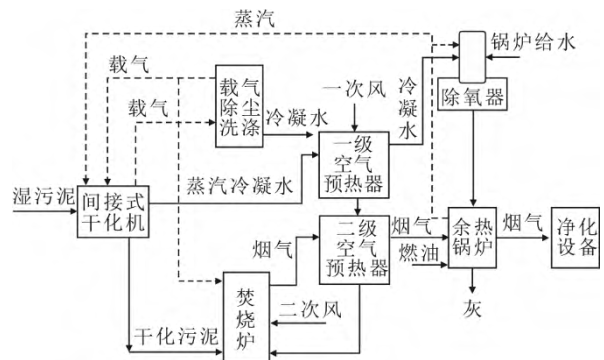 蒸汽
载气
载气
载气
除尘
洗涤
冷凝水
一次风
冷凝
水
锅炉给水
除氧器
一级
空气
预热器
湿污泥
间接式
干化机
蒸汽冷凝水
烟气
二级
空气
预热器
烟气
燃油
余热
锅炉
烟气
净化
设备
灰
焚
烧
炉
二次风
干化污泥